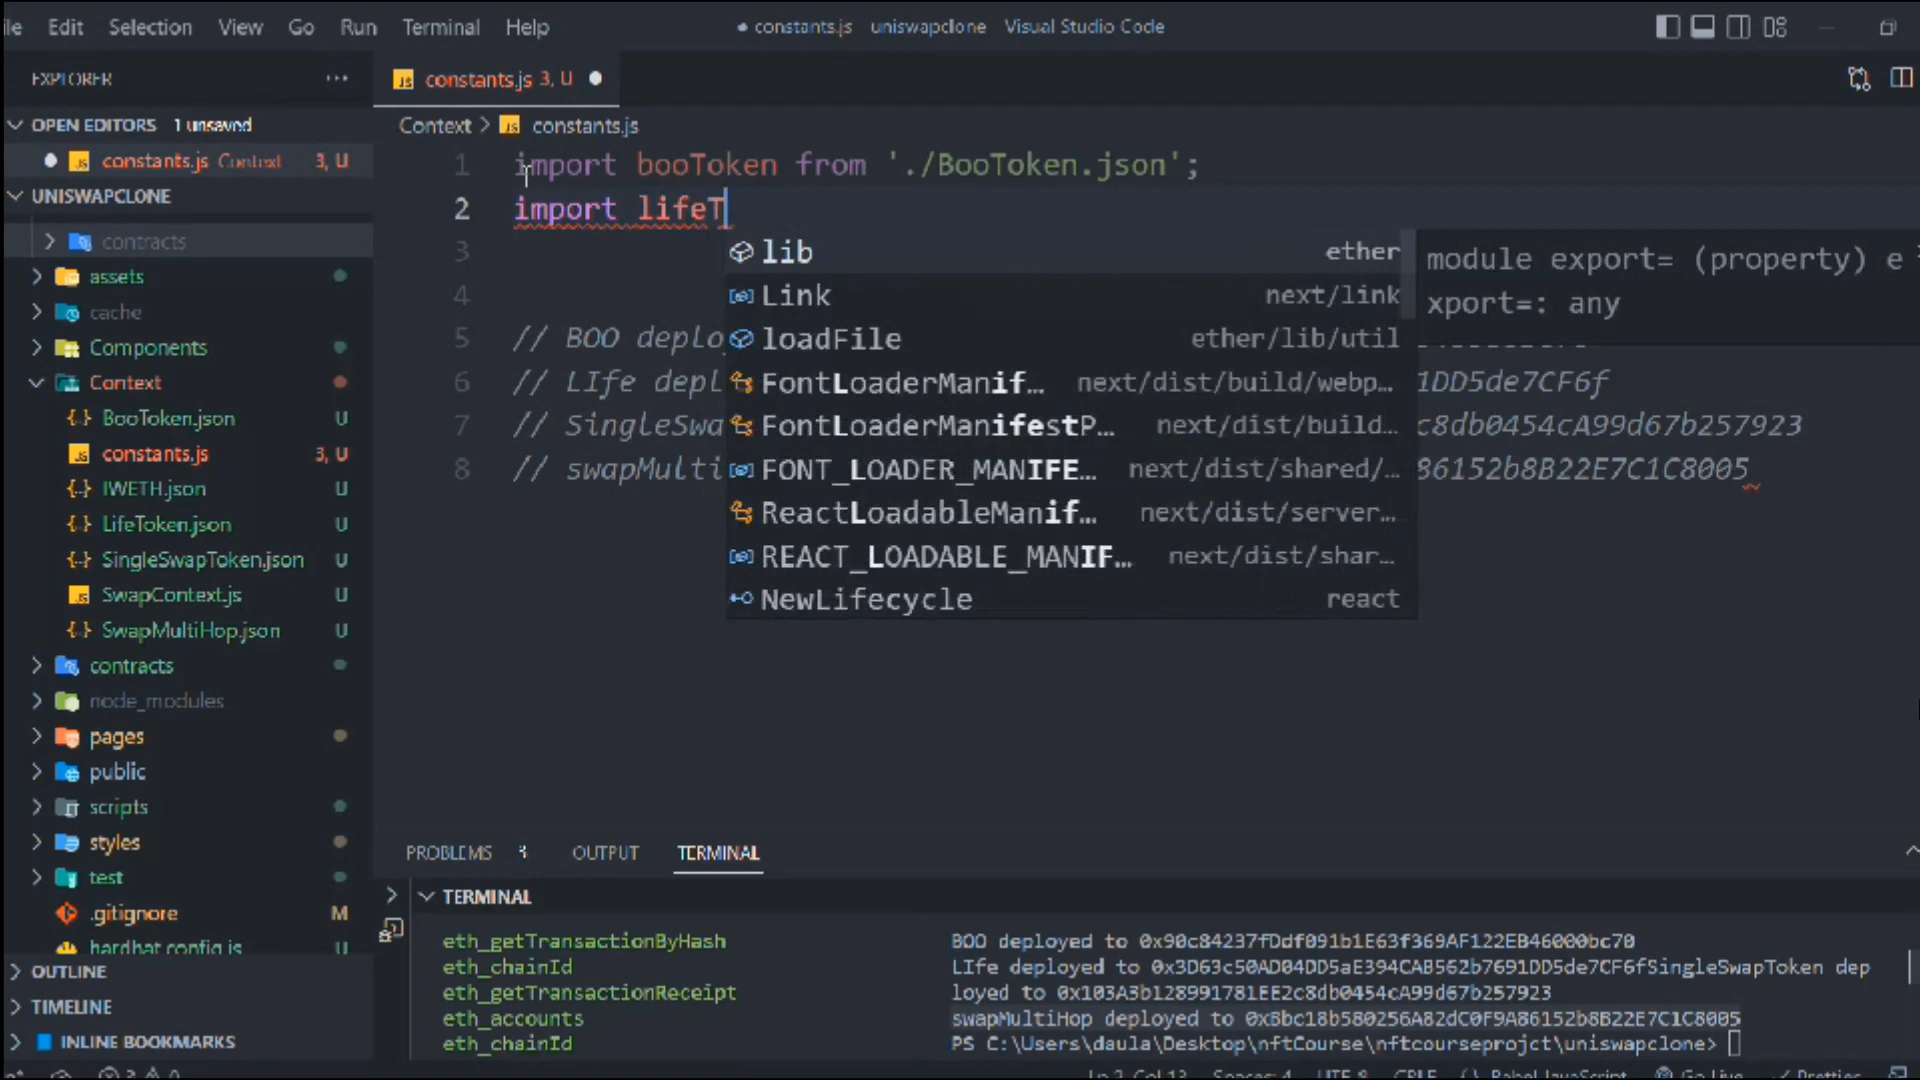 ile Edit Selection View Go Run Terminal Help
constants.js uniswapclone Visual Studio Code
EXPLORER
OPEN EDITORS 1 unsaved
constants.js Context 3, U
UNISWAPCLONE
contracts
assets
cache
Components
Context
BooToken.json U
constants.js 3, U
IWETH.json U
LifeToken.json U
SingleSwapToken.json U
SwapContext.js U
SwapMultiHop.json U
contracts
node_modules
pages
public
scripts
styles
test
.gitignore M
hardhat.config.js U
OUTLINE
TIMELINE
INLINE BOOKMARKS
constants.js 3, U
Context > constants.js
1 import booToken from './BooToken.json';
2 import lifeT
3
4
5 // BOO deplo
6 // LIfe depl 1DD5de7CF6f
7 // SingleSwa c8db0454cA99d67b257923
8 // swapMulti 86152b8B22E7C1C8005
lib ether
Link next/link
loadFile ether/lib/util
FontLoaderManif… next/dist/build/webp…
FontLoaderManifestP… next/dist/build…
FONT_LOADER_MANIFE… next/dist/shared/…
ReactLoadableManif… next/dist/server…
REACT_LOADABLE_MANIF… next/dist/shar…
NewLifecycle react
module export= (property) e
xport=: any
PROBLEMS 3 OUTPUT TERMINAL
TERMINAL
eth_getTransactionByHash
eth_chainId
eth_getTransactionReceipt
eth_accounts
eth_chainId
BOO deployed to 0x90c84237fDdf091b1E63f369AF122EB46000bc70
LIfe deployed to 0x3D63c50AD04DD5aE394CAB562b7691DD5de7CF6fSingleSwapToken dep
loyed to 0x103A3b128991781EE2c8db0454cA99d67b257923
swapMultiHop deployed to 0xBbc18b580256A82dC0F9A86152b8B22E7C1C8005
PS C:\Users\daula\Desktop\nftCourse\nftcourseprojct\uniswapclone>